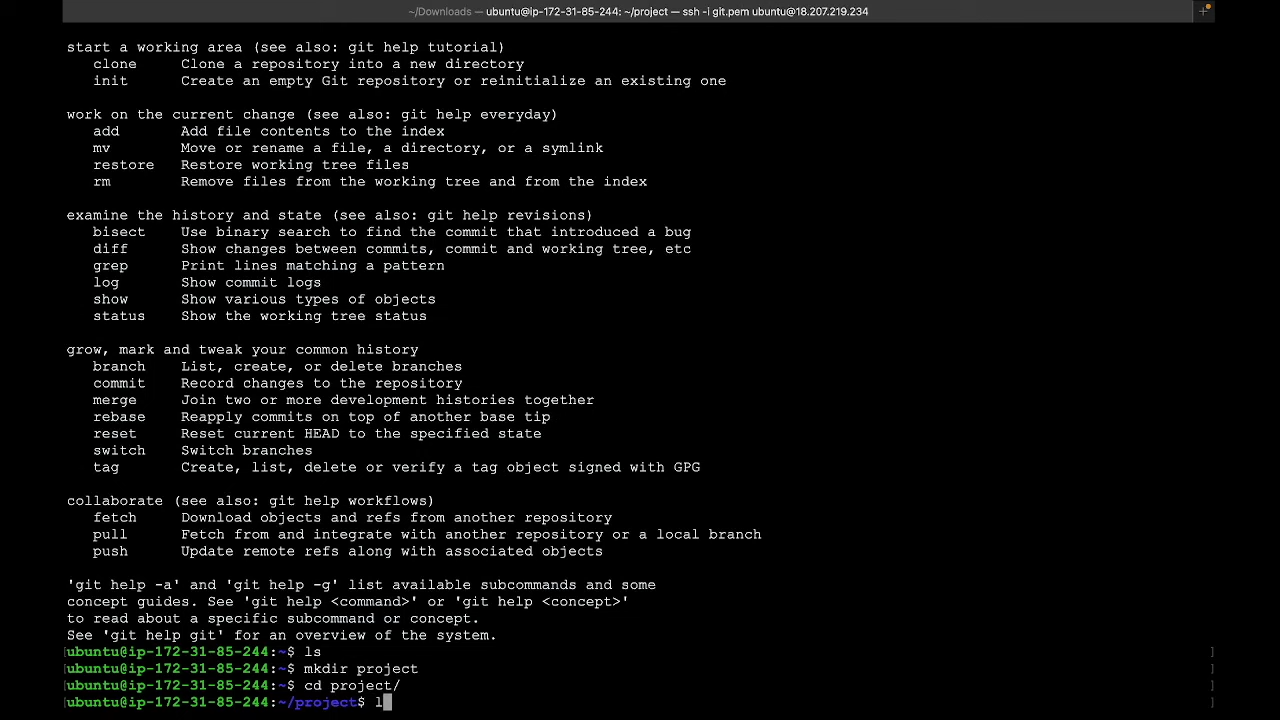 ~/Downloads — ubuntu@ip-172-31-85-244: ~/project — ssh -i git.pem ubuntu@18.207.219.234 +
start a working area (see also: git help tutorial)
clone Clone a repository into a new directory
init Create an empty Git repository or reinitialize an existing one
work on the current change (see also: git help everyday)
add Add file contents to the index
mv Move or rename a file, a directory, or a symlink
restore Restore working tree files
rm Remove files from the working tree and from the index
examine the history and state (see also: git help revisions)
bisect Use binary search to find the commit that introduced a bug
diff Show changes between commits, commit and working tree, etc
grep Print lines matching a pattern
log Show commit logs
show Show various types of objects
status Show the working tree status
grow, mark and tweak your common history
branch List, create, or delete branches
commit Record changes to the repository
merge Join two or more development histories together
rebase Reapply commits on top of another base tip
reset Reset current HEAD to the specified state
switch Switch branches
tag Create, list, delete or verify a tag object signed with GPG
collaborate (see also: git help workflows)
fetch Download objects and refs from another repository
pull Fetch from and integrate with another repository or a local branch
push Update remote refs along with associated objects
'git help -a' and 'git help -g' list available subcommands and some
concept guides. See 'git help <command>' or 'git help <concept>'
to read about a specific subcommand or concept.
See 'git help git' for an overview of the system.
[ubuntu@ip-172-31-85-244:~$ ls ]
[ubuntu@ip-172-31-85-244:~$ mkdir project ]
[ubuntu@ip-172-31-85-244:~$ cd project/ ]
[ubuntu@ip-172-31-85-244:~/project$ l ]